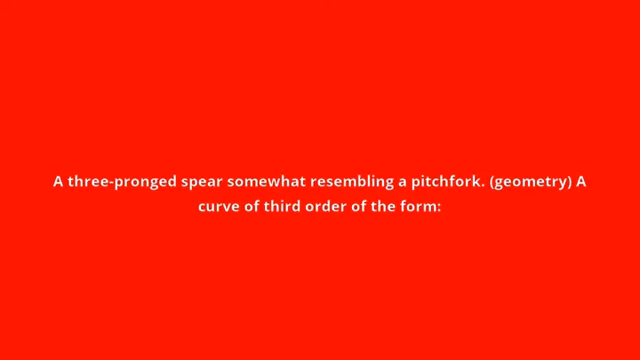 A three-pronged spear somewhat resembling a pitchfork. (geometry) A
curve of third order of the form: